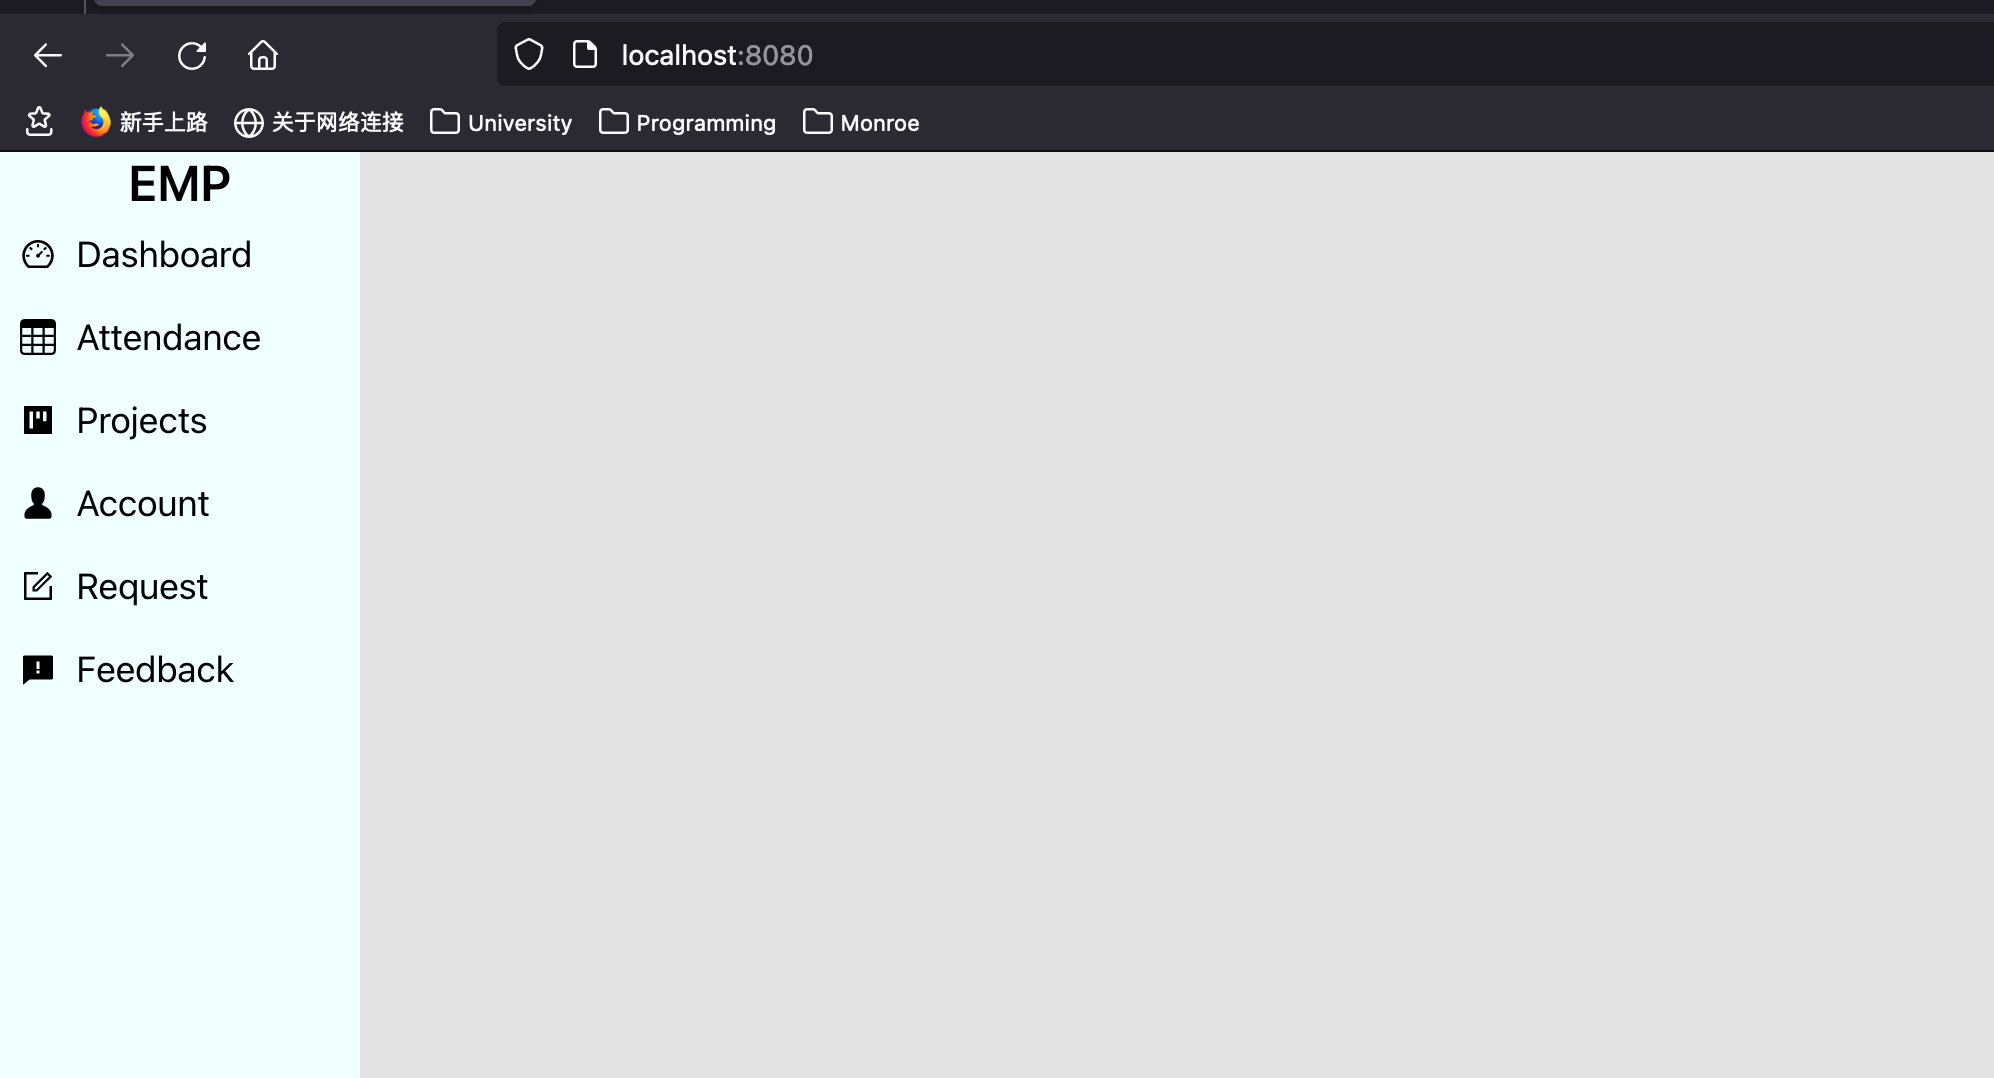 localhost:8080
新手上路 关于网络连接 University Programming Monroe
EMP
Dashboard
Attendance
Projects
Account
Request
Feedback